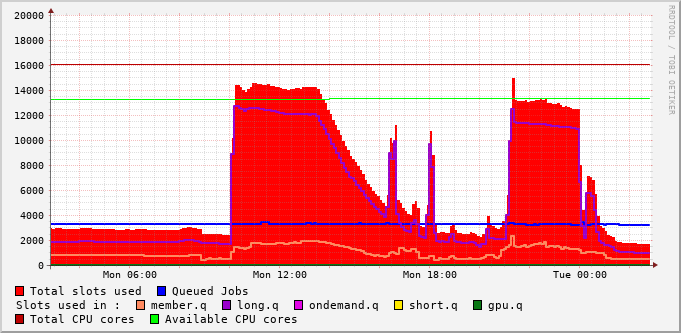 20000
18000
16000
14000
12000
10000
8000
6000
4000
2000
0
Mon 06:00 Mon 12:00 Mon 18:00 Tue 00:00
Total slots used Queued Jobs
Slots used in : member.q long.q ondemand.q short.q gpu.q
Total CPU cores Available CPU cores
RRDTOOL / TOBI OETIKER